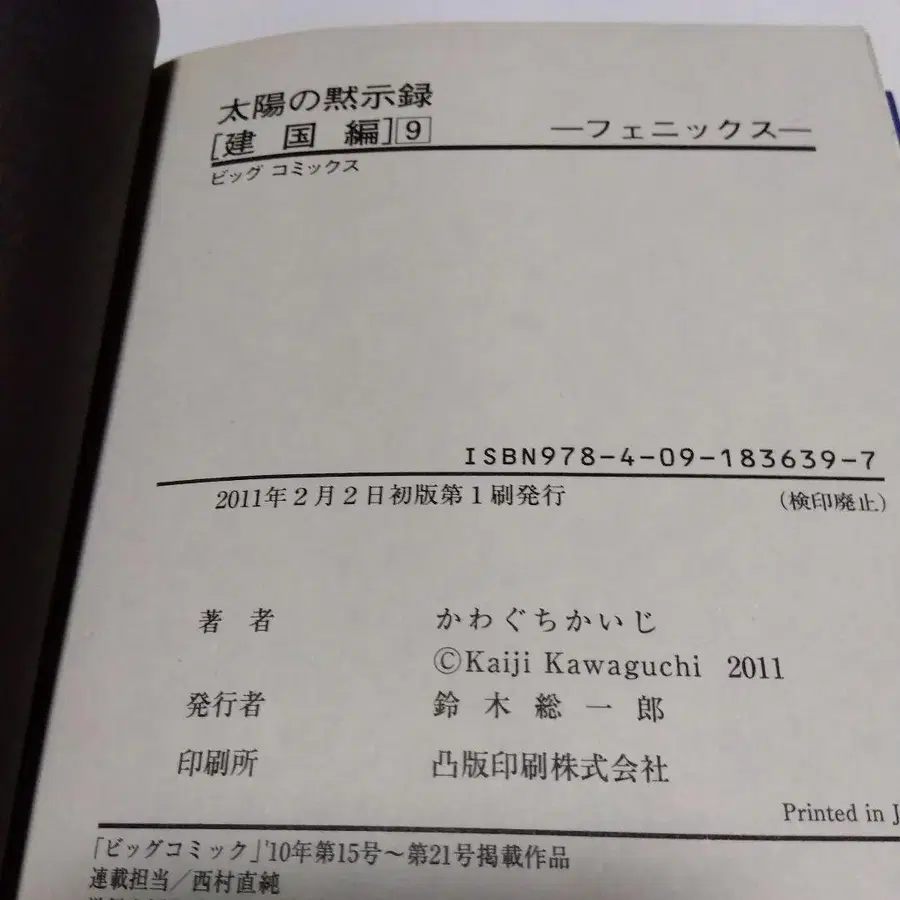 太陽の黙示録
[建国編]9 ―フェニックス―
ビッグ コミックス
ISBN978-4-09-183639-7
2011年2月2日初版第1刷発行 (検印廃止)
著 者 かわぐちかいじ
©Kaiji Kawaguchi 2011
発行者 鈴木総一郎
印刷所 凸版印刷株式会社
Printed in J
「ビッグコミック」'10年第15号～第21号掲載作品
連載担当/西村直純